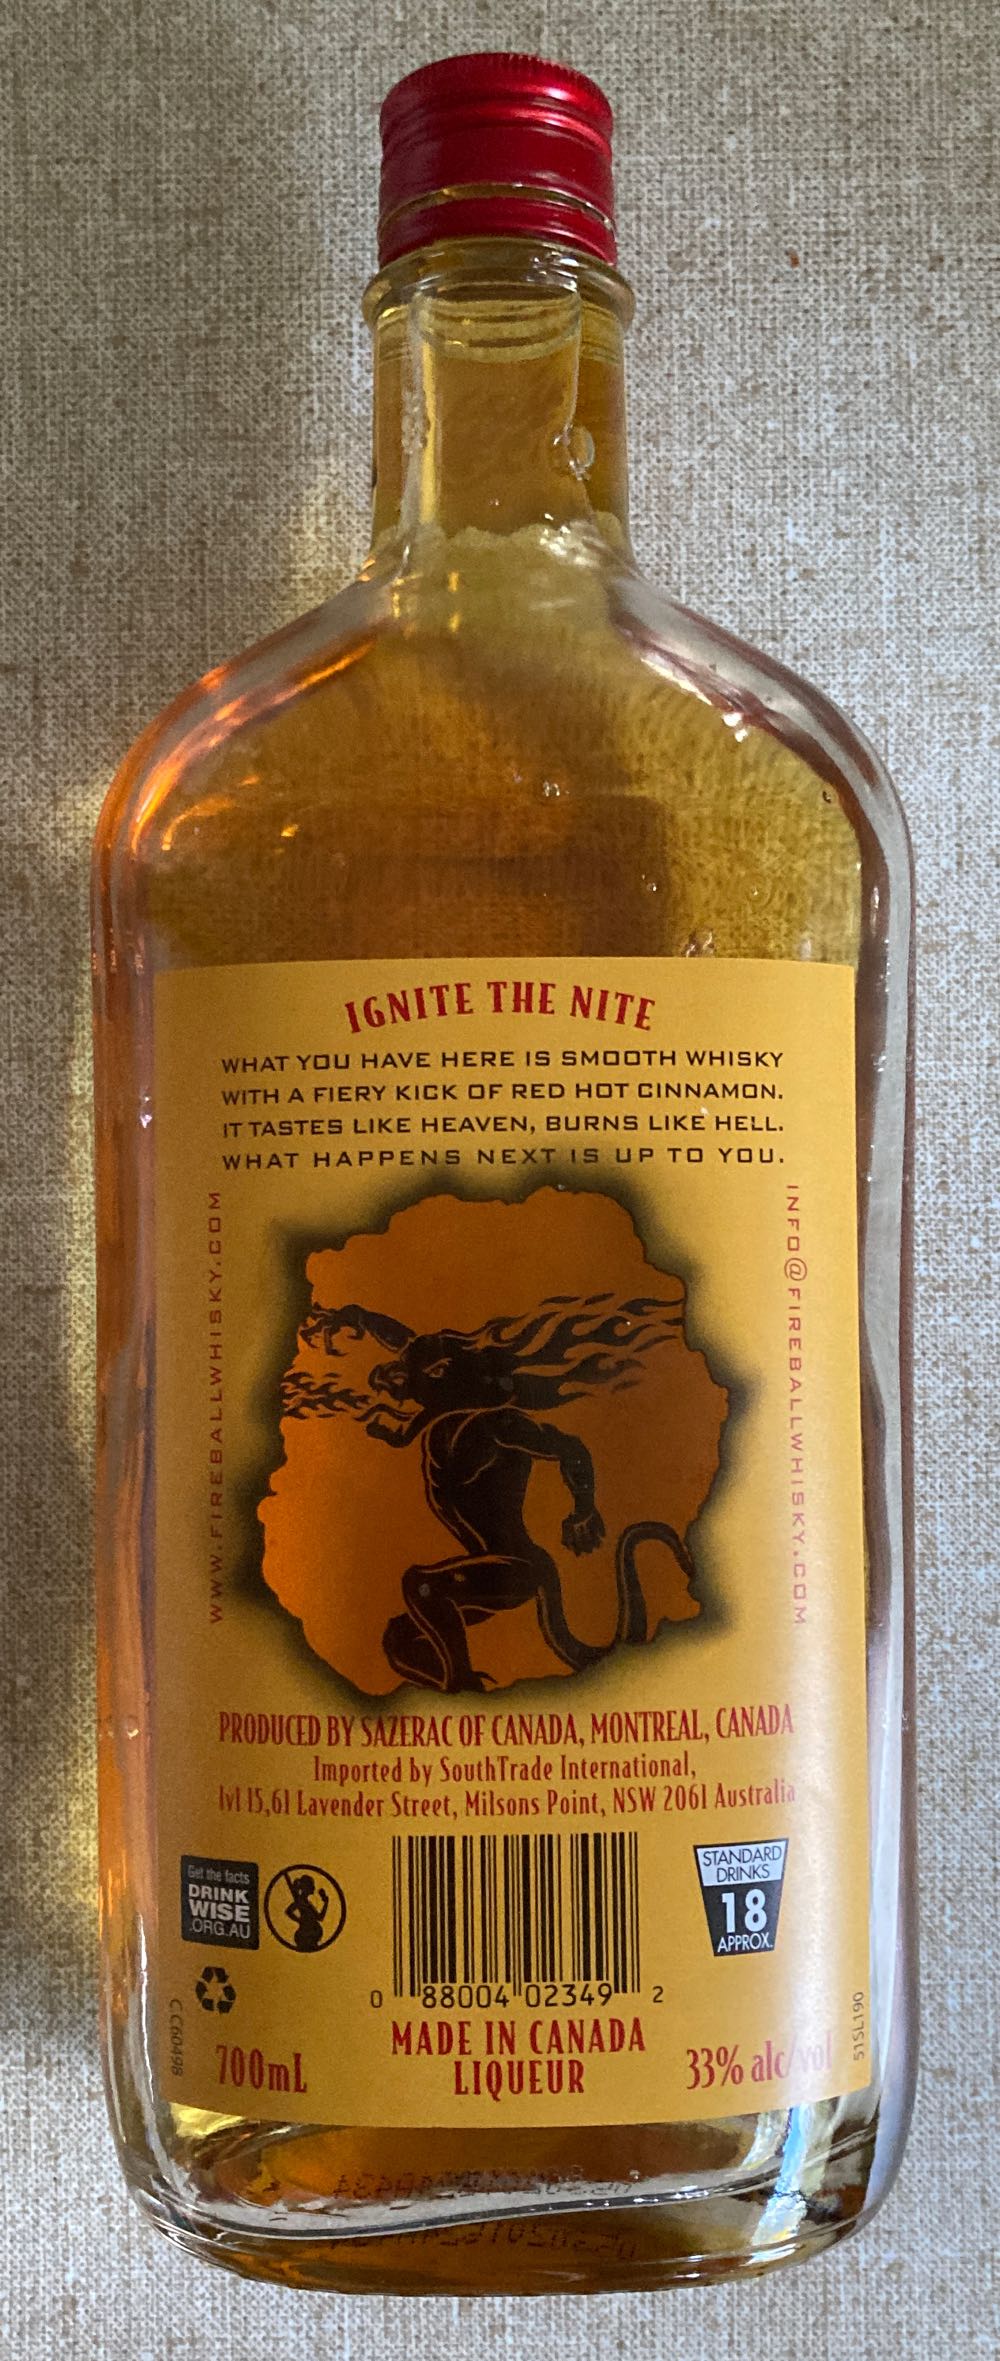 IGNITE THE NITE
WHAT YOU HAVE HERE IS SMOOTH WHISKY
WITH A FIERY KICK OF RED HOT CINNAMON.
IT TASTES LIKE HEAVEN, BURNS LIKE HELL.
WHAT HAPPENS NEXT IS UP TO YOU.
WWW.FIREBALLWHISKY.COM
INFO@FIREBALLWHISKY.COM
PRODUCED BY SAZERAC OF CANADA, MONTREAL, CANADA
Imported by SouthTrade International,
lvl 15,61 Lavender Street, Milsons Point, NSW 2061 Australia
Get the facts
DRINK
WISE
.ORG.AU
STANDARD
DRINKS
18
APPROX.
0 88004 02349 2
CC60498
51SL190
MADE IN CANADA
LIQUEUR
700mL
33% alc/vol